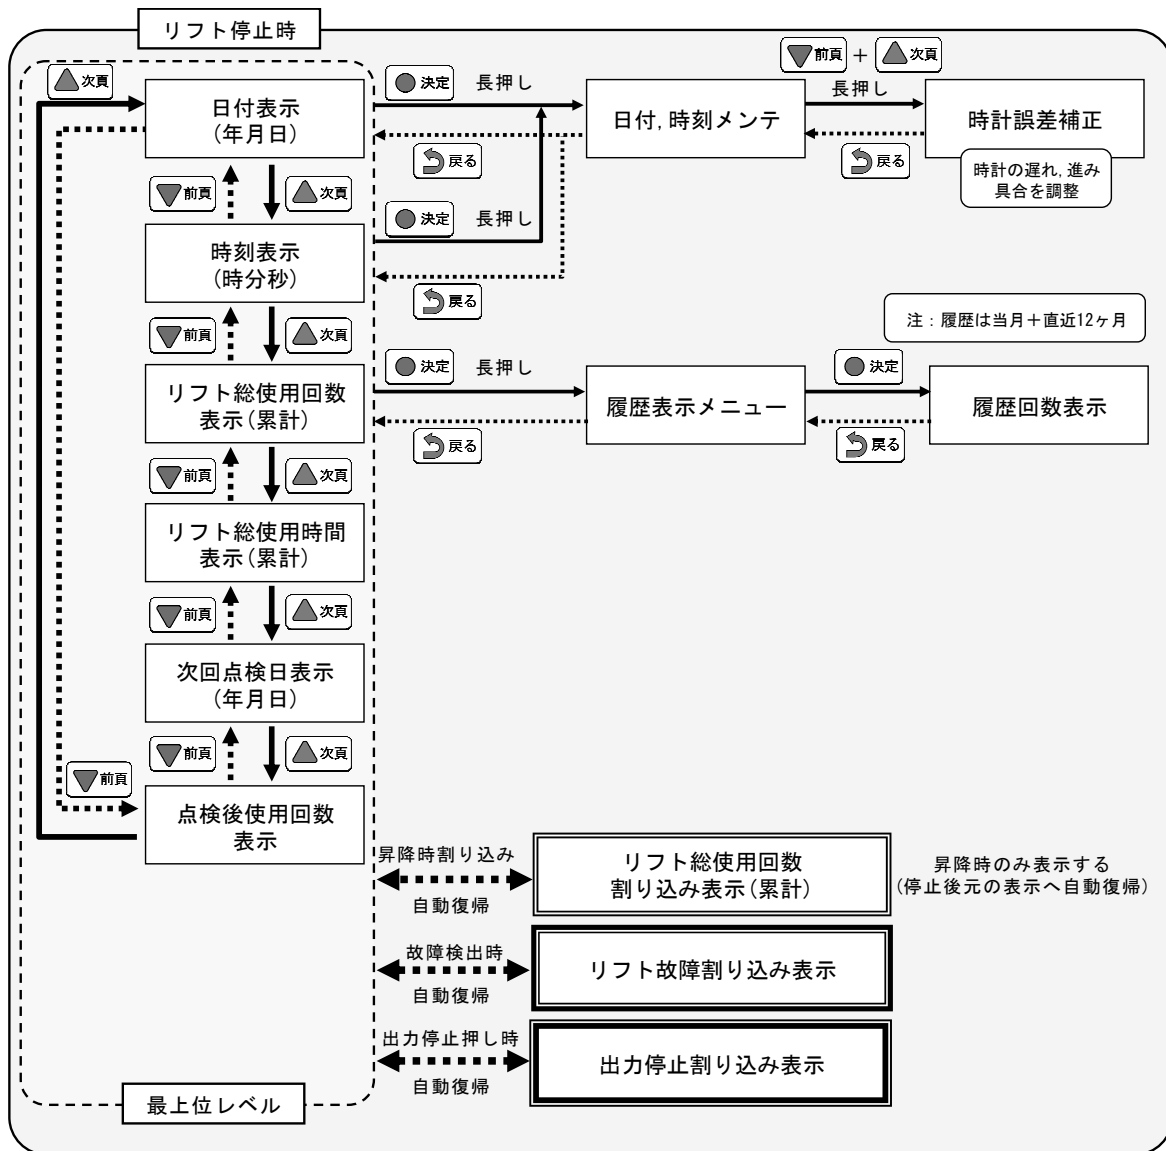 リフト停止時
次頁
日付表示
(年月日)
決定 長押し
戻る
日付,時刻メンテ
前頁 + 次頁
長押し
戻る
時計誤差補正
時計の遅れ,進み
具合を調整
前頁 次頁
決定 長押し
時刻表示
(時分秒)
戻る
注:履歴は当月+直近12ヶ月
前頁 次頁
決定 長押し
リフト総使用回数
表示(累計)
戻る
履歴表示メニュー
決定
戻る
履歴回数表示
前頁 次頁
リフト総使用時間
表示(累計)
前頁 次頁
次回点検日表示
(年月日)
前頁 次頁
前頁
点検後使用回数
表示
昇降時割り込み
自動復帰
リフト総使用回数
割り込み表示(累計)
昇降時のみ表示する
(停止後元の表示へ自動復帰)
故障検出時
自動復帰
リフト故障割り込み表示
出力停止押し時
自動復帰
出力停止割り込み表示
最上位レベル